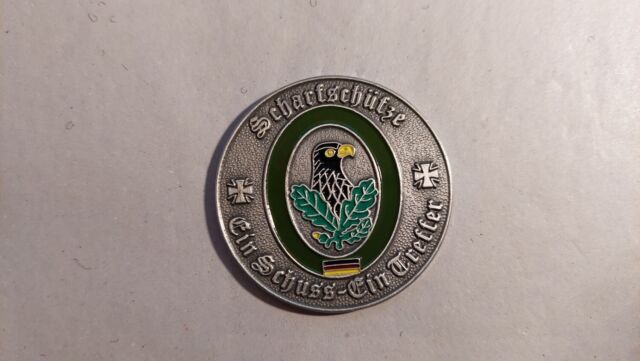 Scharfschütze
Ein Schuss-Ein Treffer